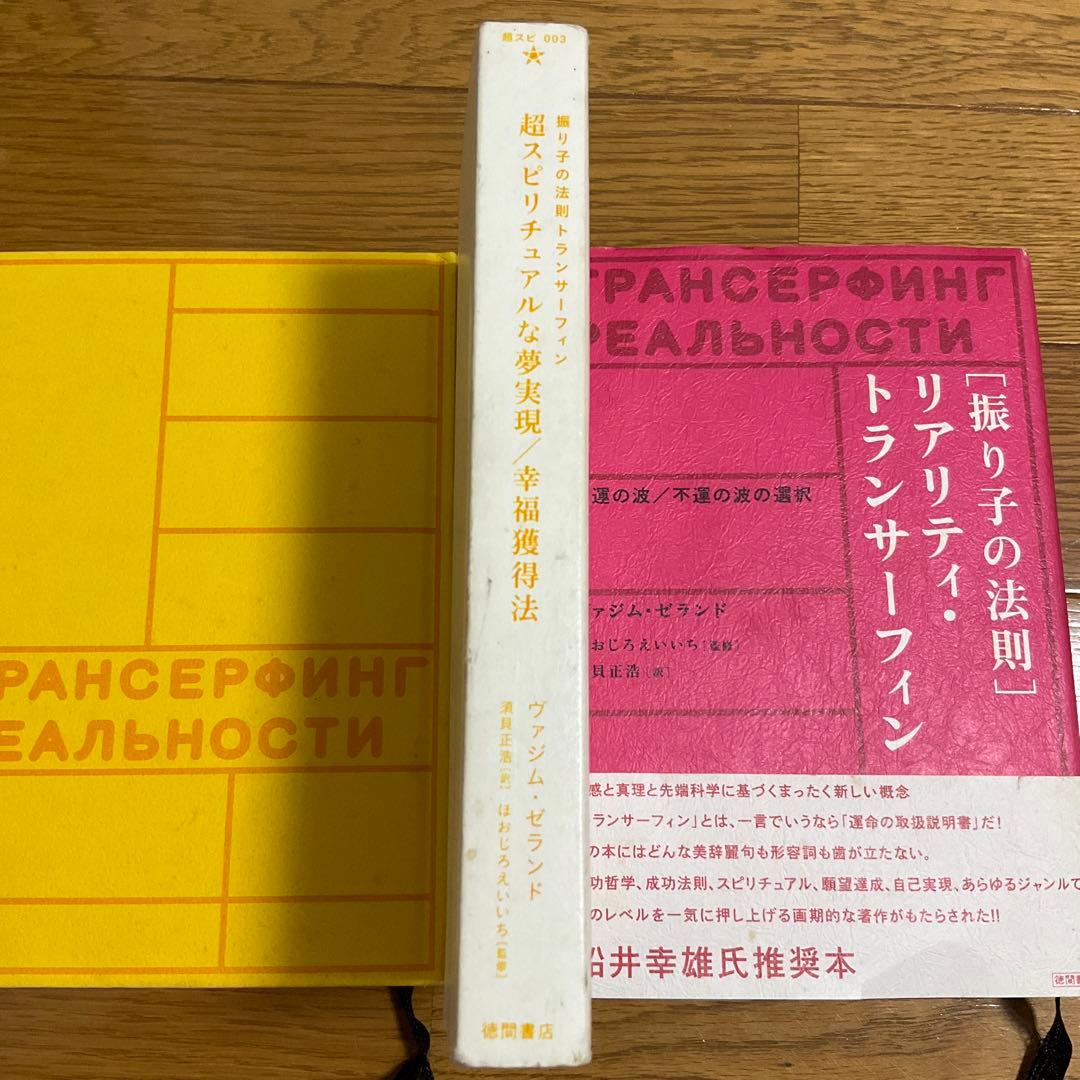 РАНСЕРФИНГ
ЕАЛЬНОСТИ
超スピ 003
振り子の法則トランサーフィン
超スピリチュアルな夢実現/幸福獲得法
ヴァジム・ゼランド
須貝正浩[訳] ほおじろえいいち[監修]
徳間書店
ТРАНСЕРФИНГ
РЕАЛЬНОСТИ
[振り子の法則]
リアリティ・
トランサーフィン
運の波/不運の波の選択
ヴァジム・ゼランド
おじろえいいち[監修]
貝正浩[訳]
感と真理と先端科学に基づくまったく新しい概念
ランサーフィン」とは、一言でいうなら「運命の取扱説明書」だ!
の本にはどんな美辞麗句も形容詞も歯が立たない。
功哲学、成功法則、スピリチュアル、願望達成、自己実現、あらゆるジャンルで
のレベルを一気に押し上げる画期的な著作がもたらされた!!
船井幸雄氏推奨本
徳間書